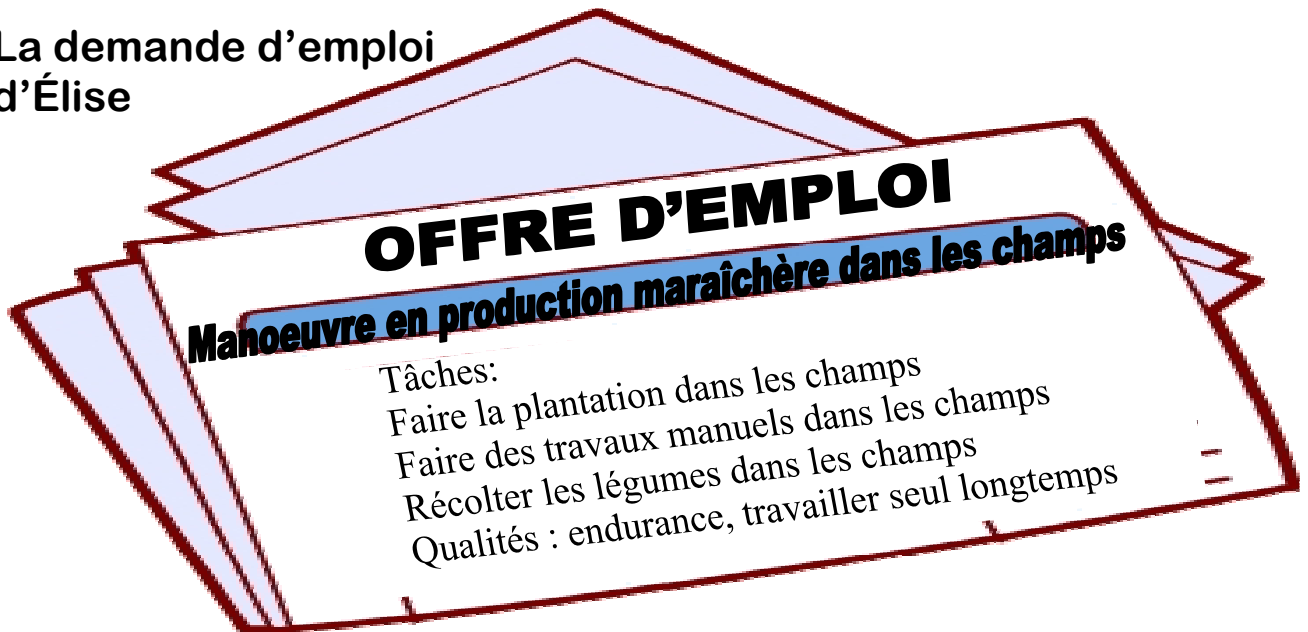 La demande d’emploi
d’Élise
OFFRE D’EMPLOI
Manoeuvre en production maraîchère dans les champs
Tâches:
Faire la plantation dans les champs
Faire des travaux manuels dans les champs
Récolter les légumes dans les champs
Qualités : endurance, travailler seul longtemps